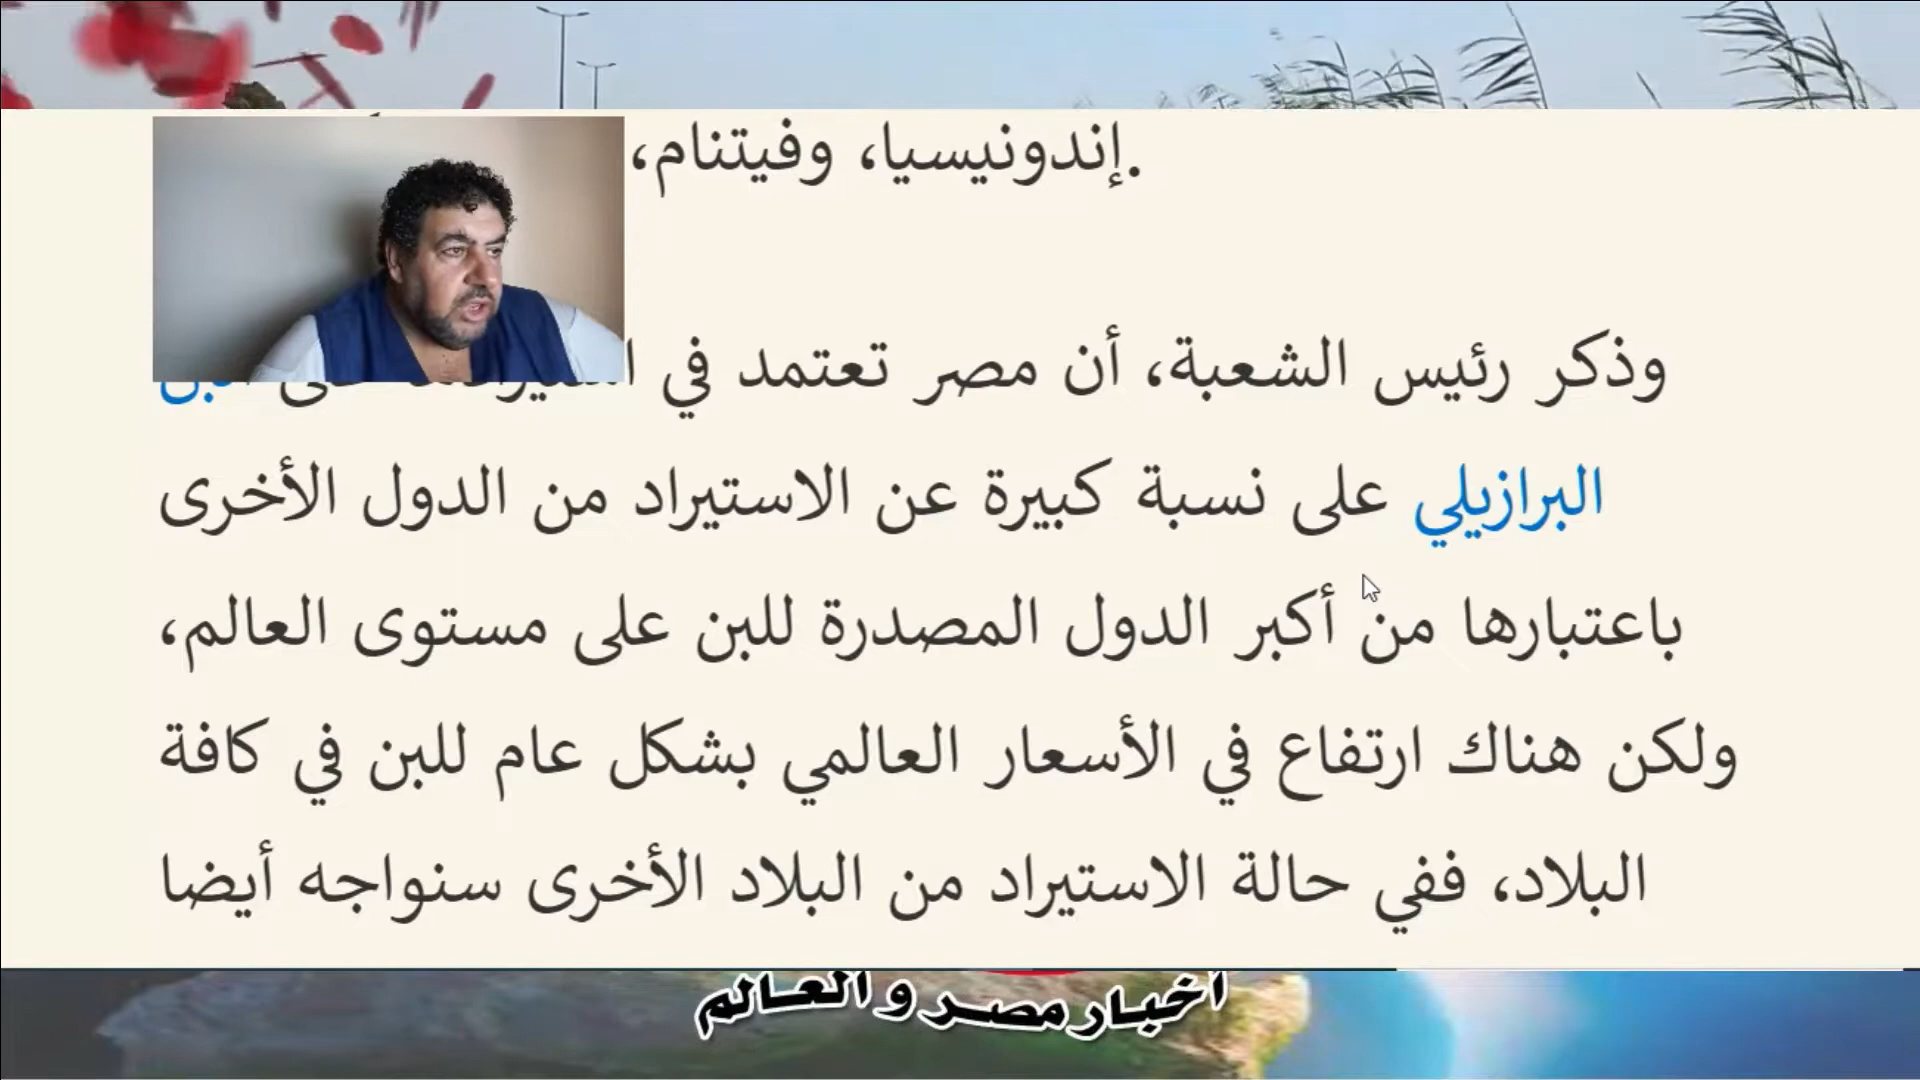 إندونيسيا، وفيتنام،.
وذكر رئيس الشعبة، أن مصر تعتمد في
البرازيلي على نسبة كبيرة عن الاستيراد من الدول الأخرى
باعتبارها من أكبر الدول المصدرة للبن على مستوى العالم،
ولكن هناك ارتفاع في الأسعار العالمي بشكل عام للبن في كافة
البلاد، ففي حالة الاستيراد من البلاد الأخرى سنواجه أيضا
اخبار مصر و العالم